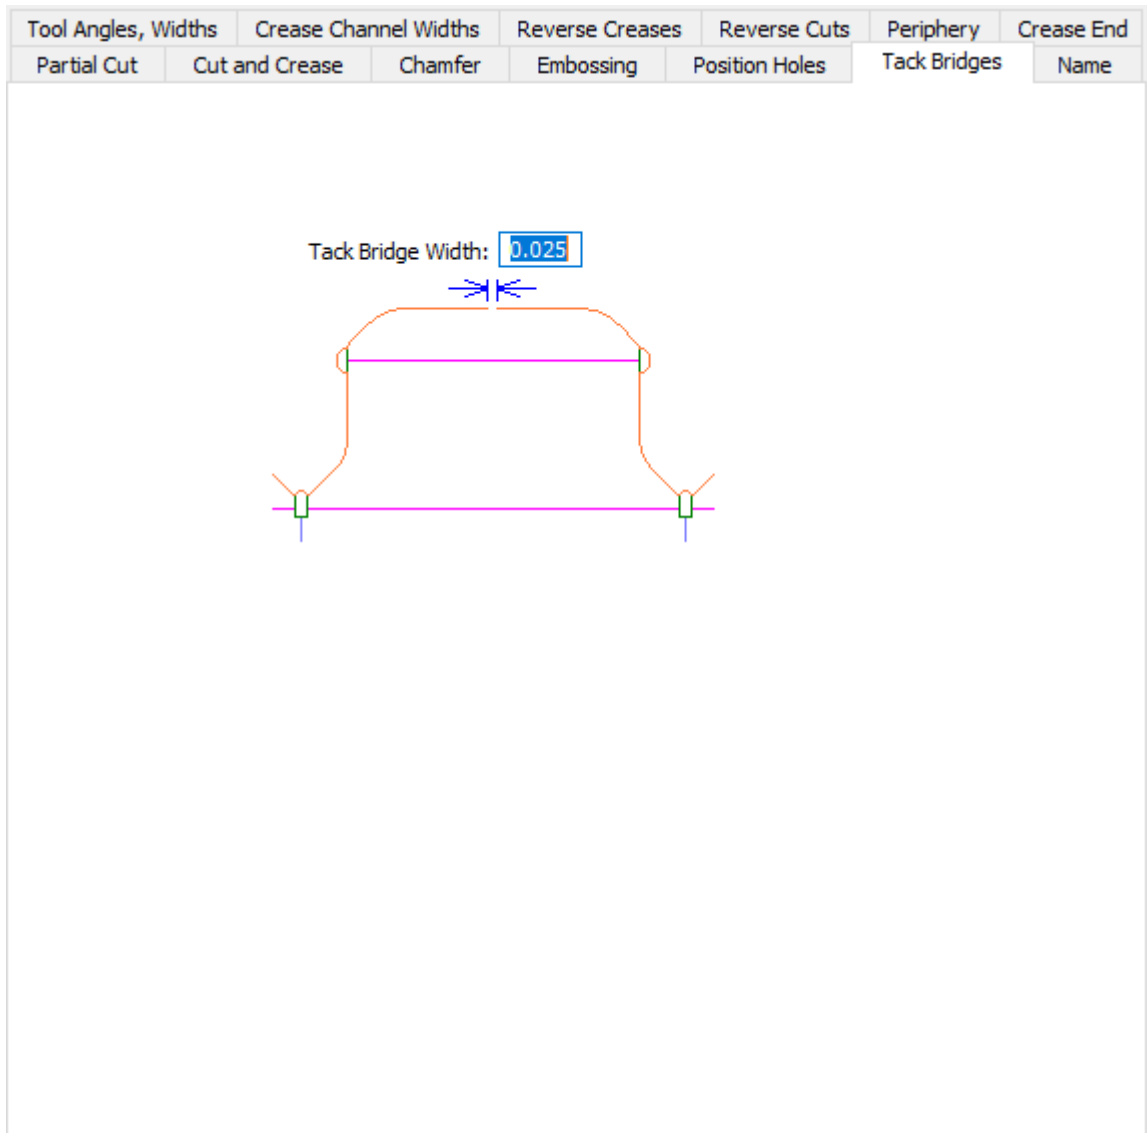 Tool Angles, Widths Crease Channel Widths Reverse Creases Reverse Cuts Periphery Crease End
Partial Cut Cut and Crease Chamfer Embossing Position Holes Tack Bridges Name
Tack Bridge Width: 0.025